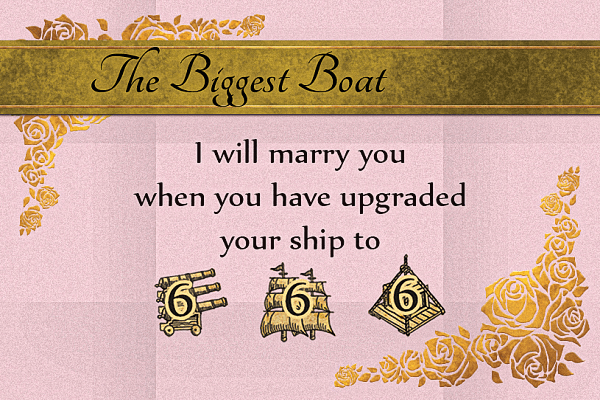 The Biggest Boat
I will marry you
when you have upgraded
your ship to
6 6 6